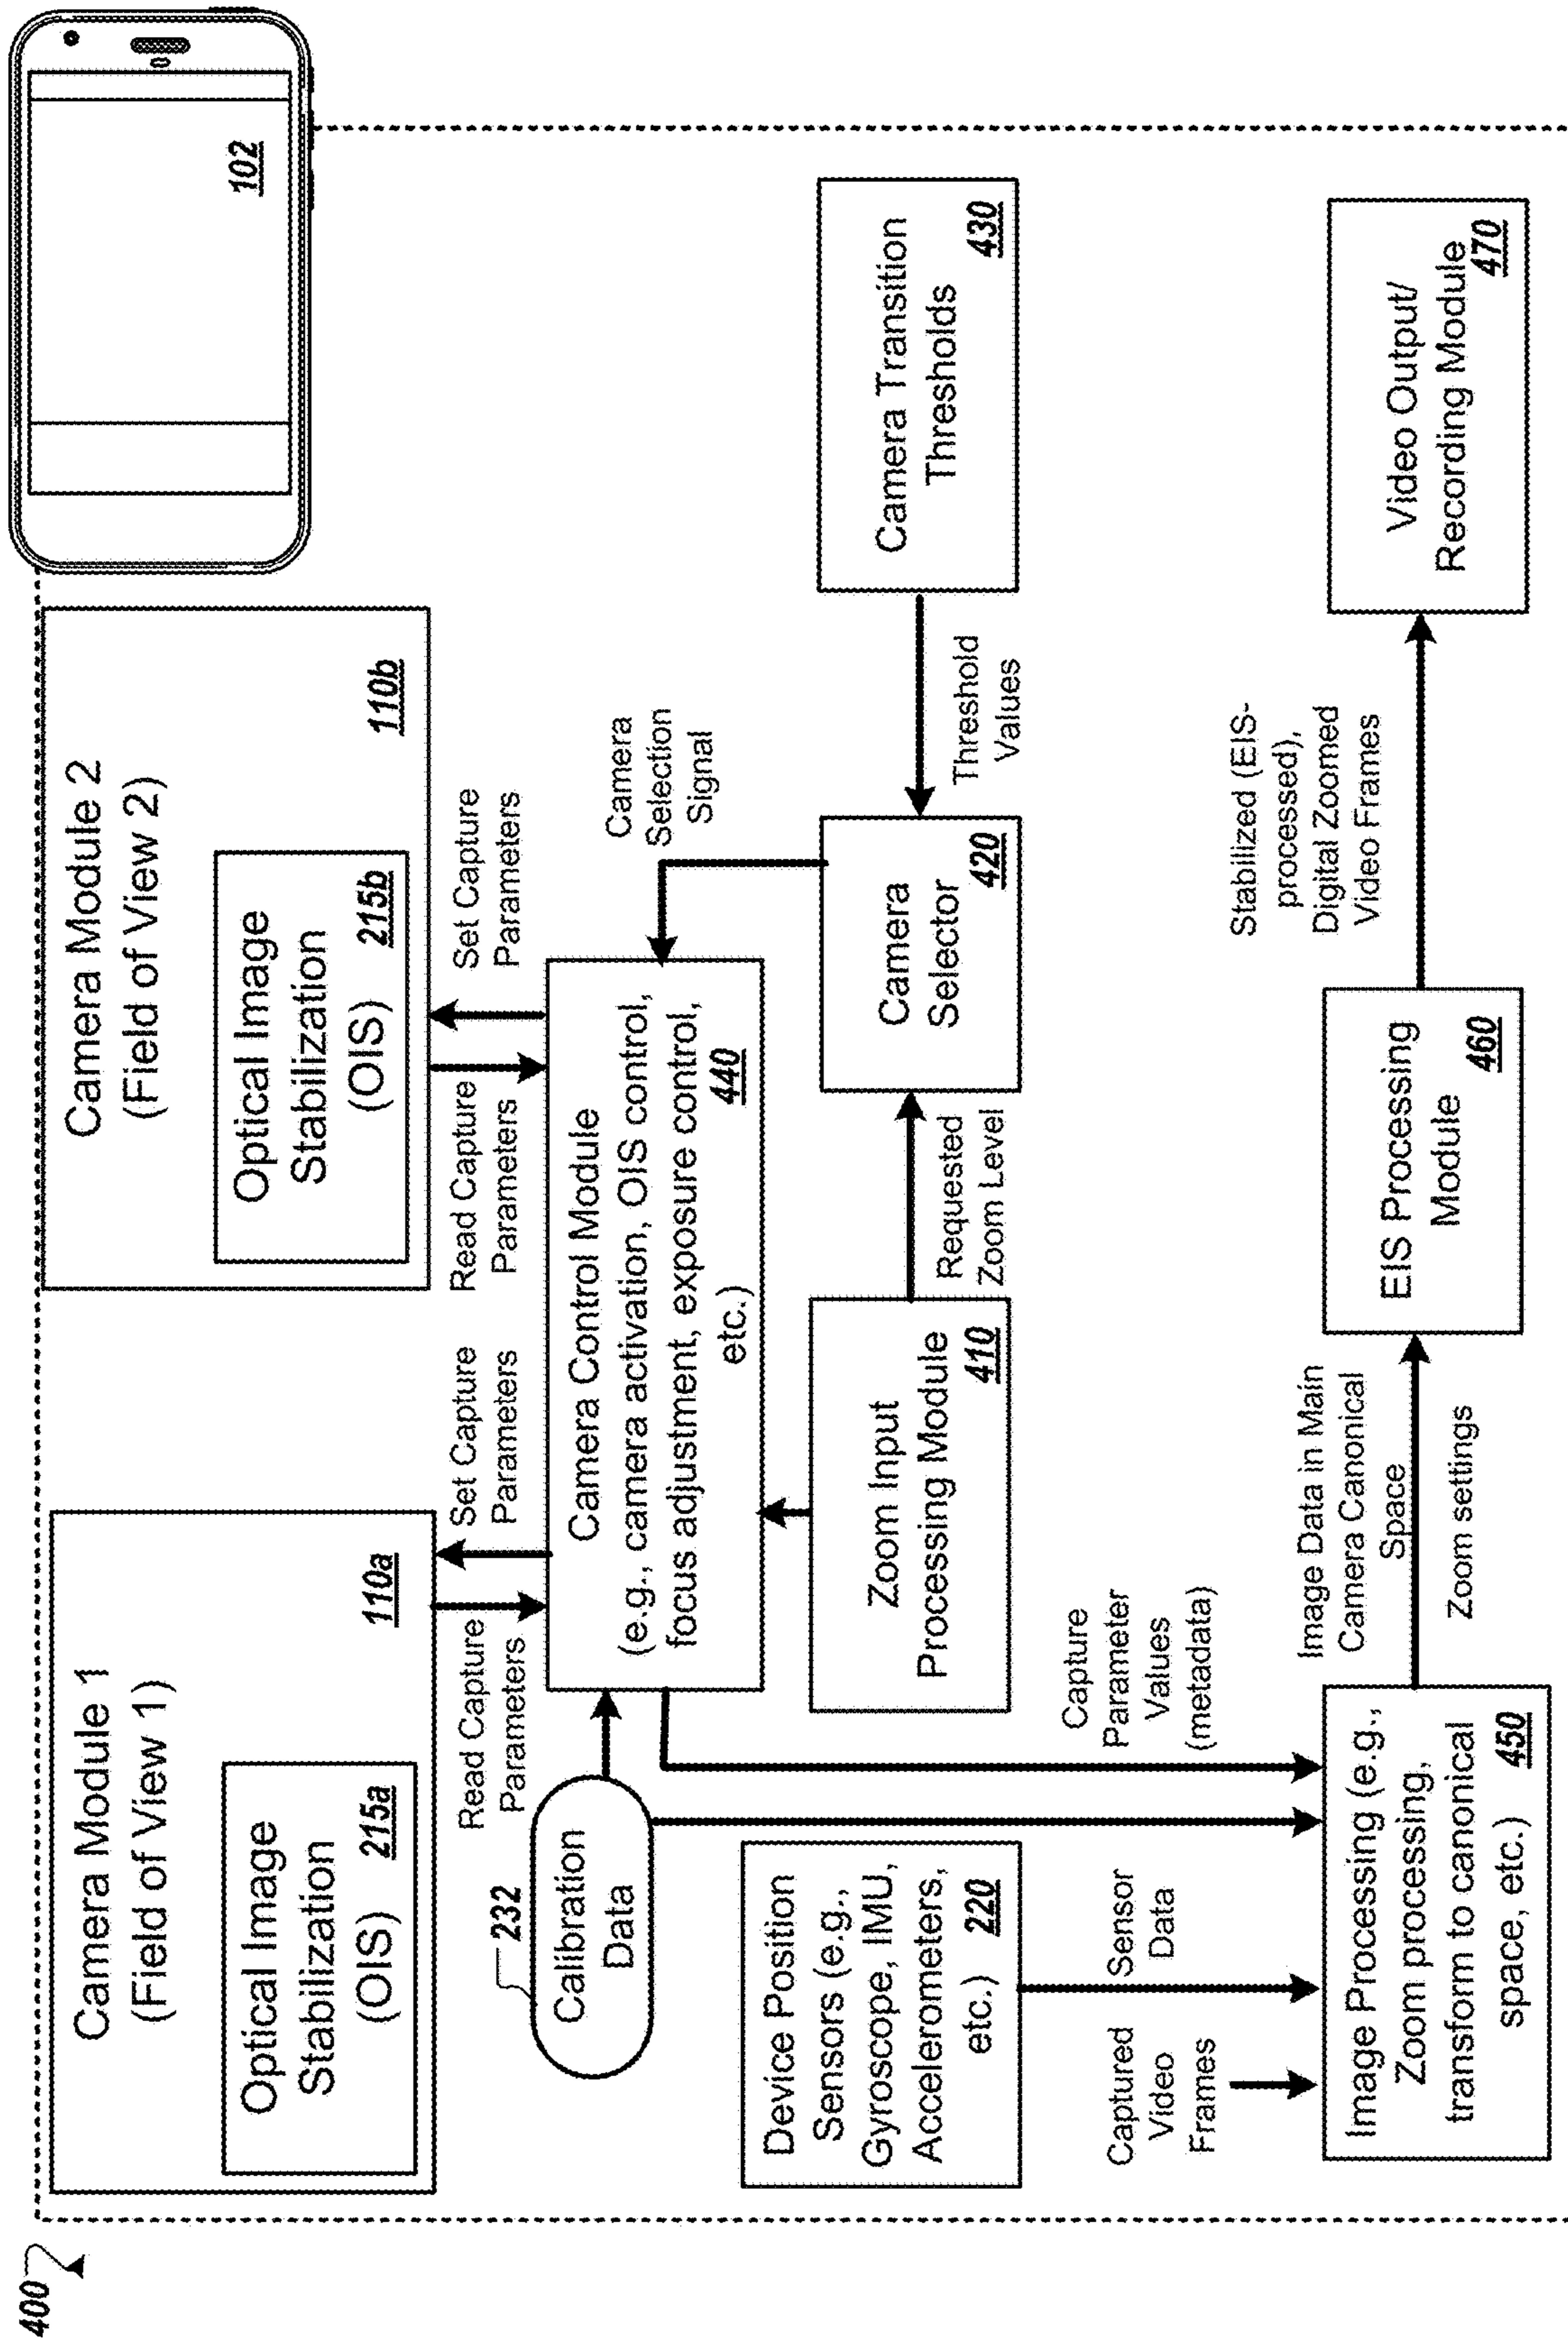 400
Camera Module 1
(Field of View 1)
110a
Optical Image
Stabilization
(OIS) 215a
Camera Module 2
(Field of View 2)
110b
Optical Image
Stabilization
(OIS) 215b
102
Read Capture
Parameters
Set Capture
Parameters
Read Capture
Parameters
Set Capture
Parameters
232
Calibration
Data
Camera Control Module
(e.g., camera activation, OIS control,
focus adjustment, exposure control,
etc.) 440
Camera
Selection
Signal
Device Position
Sensors (e.g.,
Gyroscope, IMU,
Accelerometers,
etc.) 220
Zoom Input
Processing Module
410
Requested
Zoom Level
Camera
Selector
420
Threshold
Values
Camera Transition
Thresholds
430
Captured
Video
Frames
Sensor
Data
Capture
Parameter
Values
(metadata)
Image Processing (e.g.,
Zoom processing,
transform to canonical
space, etc.) 450
Image Data in Main
Camera Canonical
Space
Zoom settings
EIS Processing
Module
460
Stabilized (EIS-
processed),
Digital Zoomed
Video Frames
Video Output/
Recording Module
470